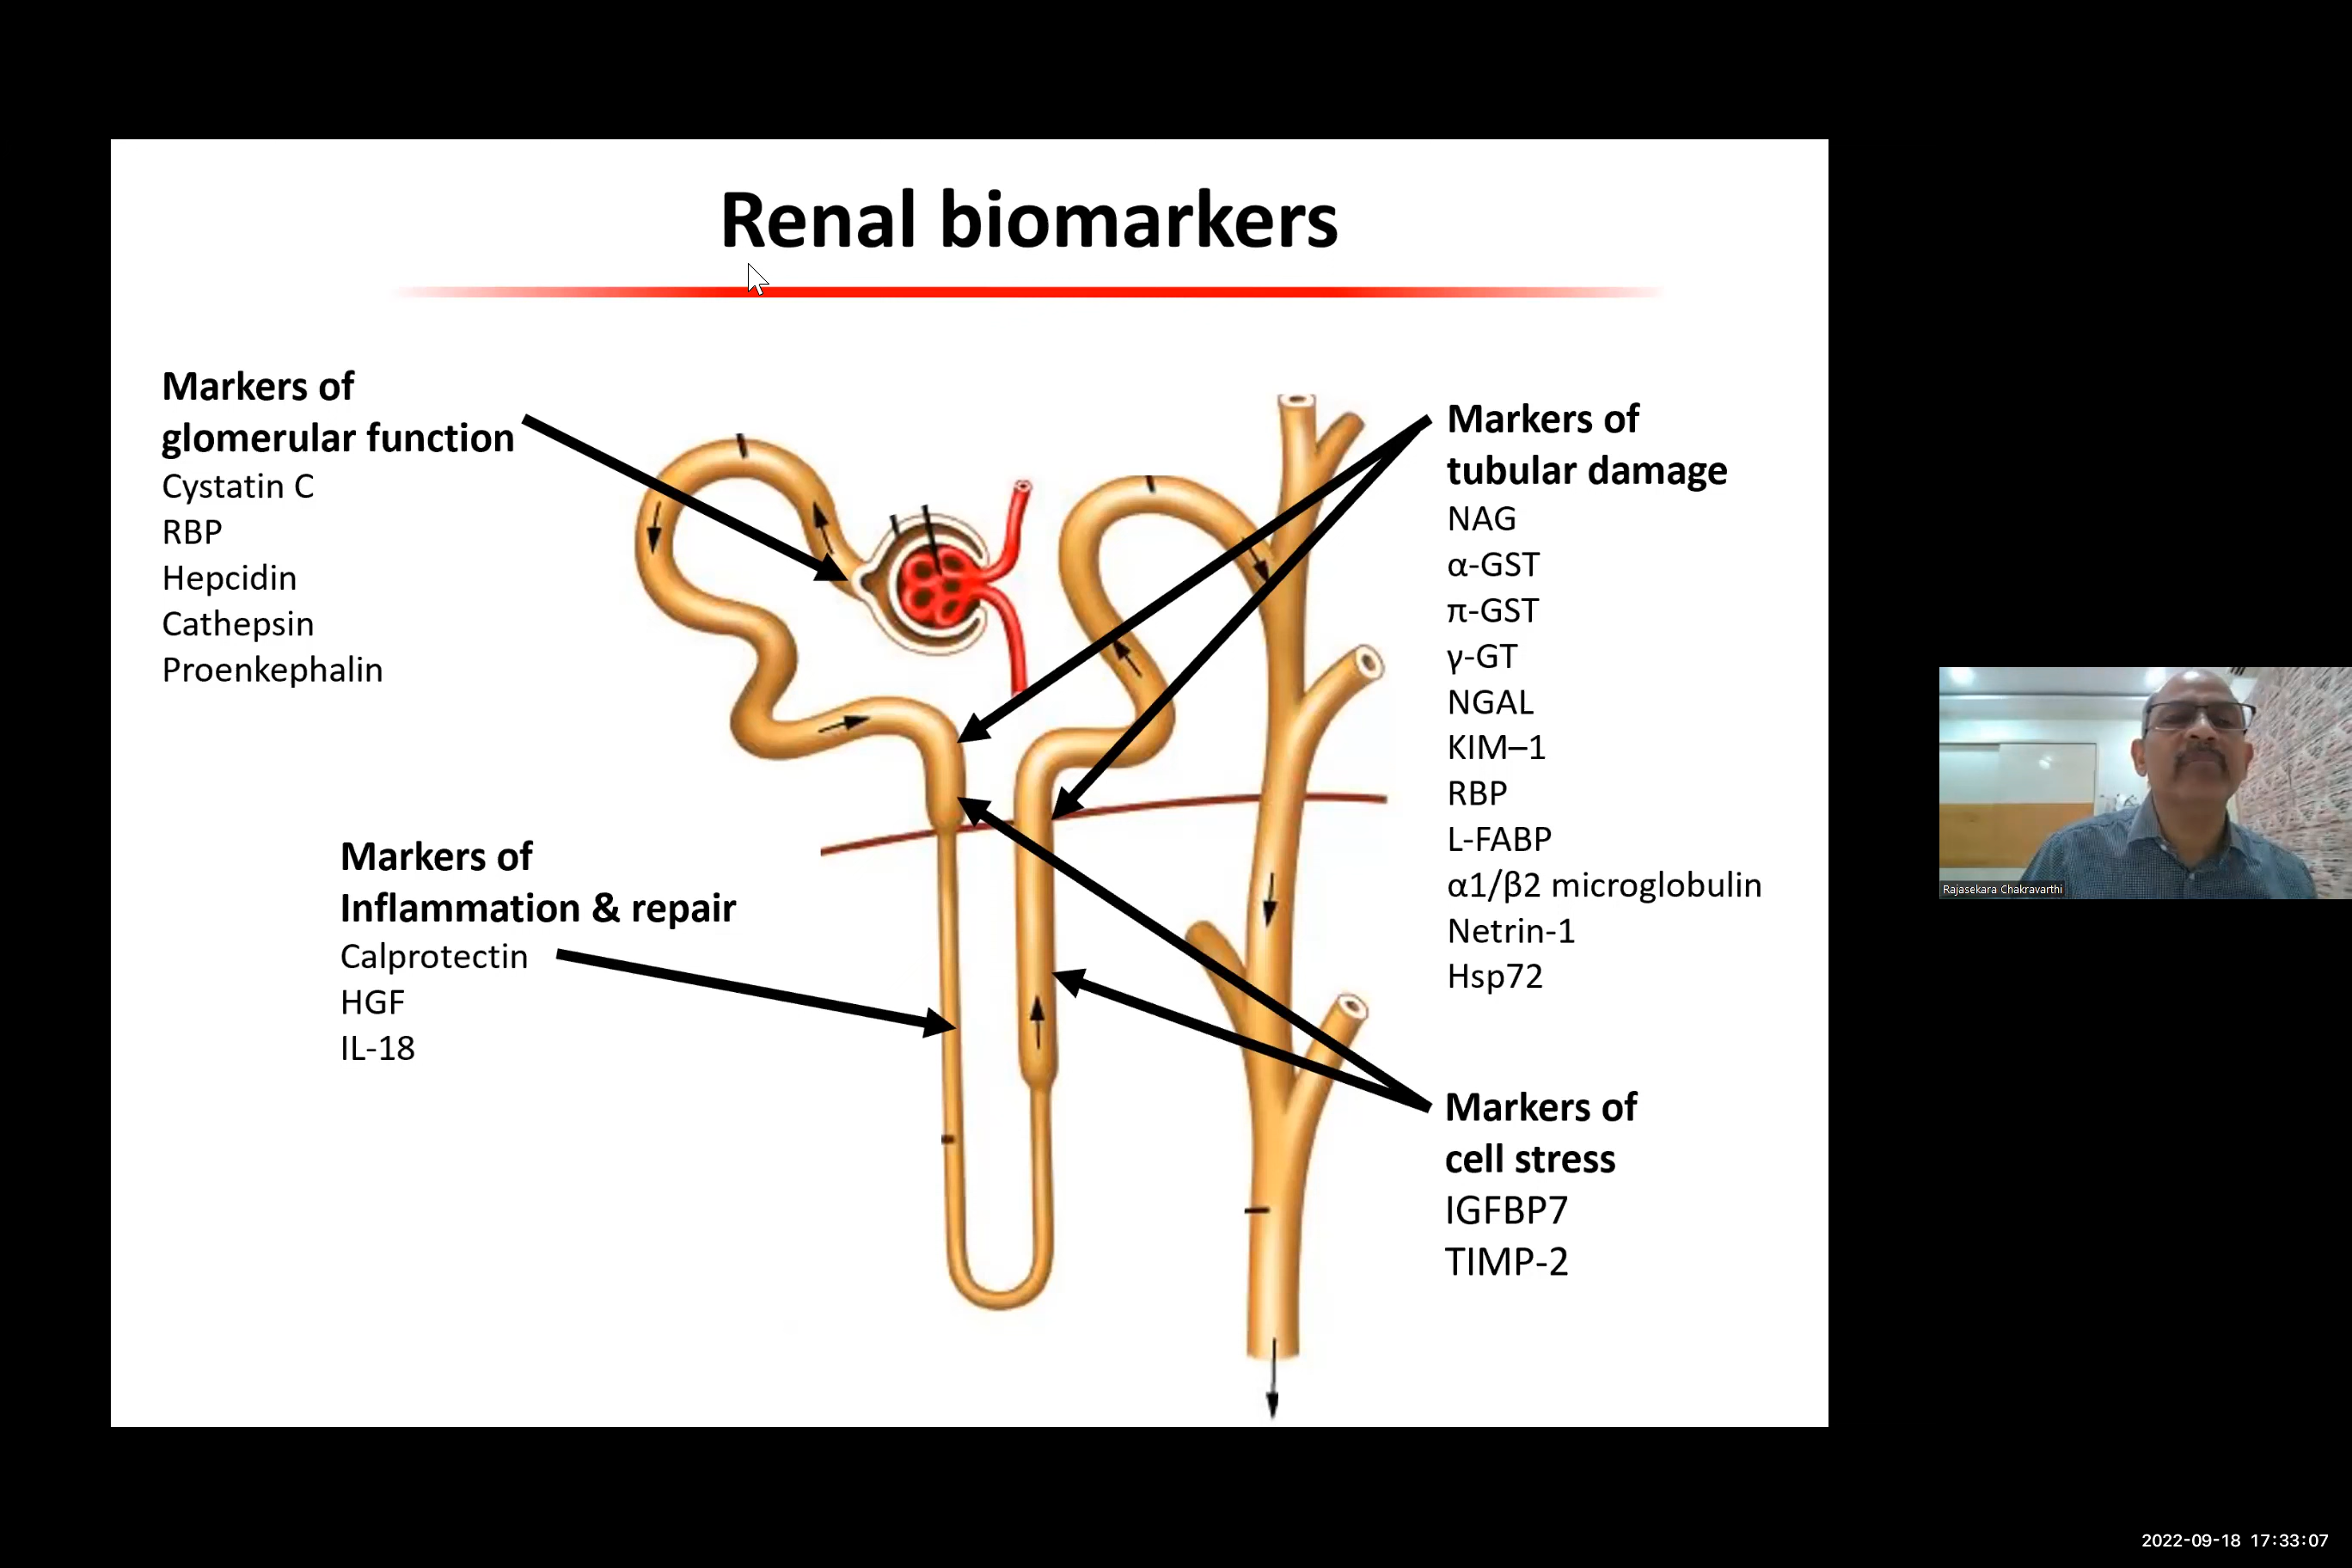 Renal biomarkers
Markers of
glomerular function
Cystatin C
RBP
Hepcidin
Cathepsin
Proenkephalin
Markers of
Inflammation & repair
Calprotectin
HGF
IL-18
Markers of
tubular damage
NAG
α-GST
π-GST
γ-GT
NGAL
KIM–1
RBP
L-FABP
α1/β2 microglobulin
Netrin-1
Hsp72
Markers of
cell stress
IGFBP7
TIMP-2
Rajasekara Chakravarthi
2022-09-18 17:33:07